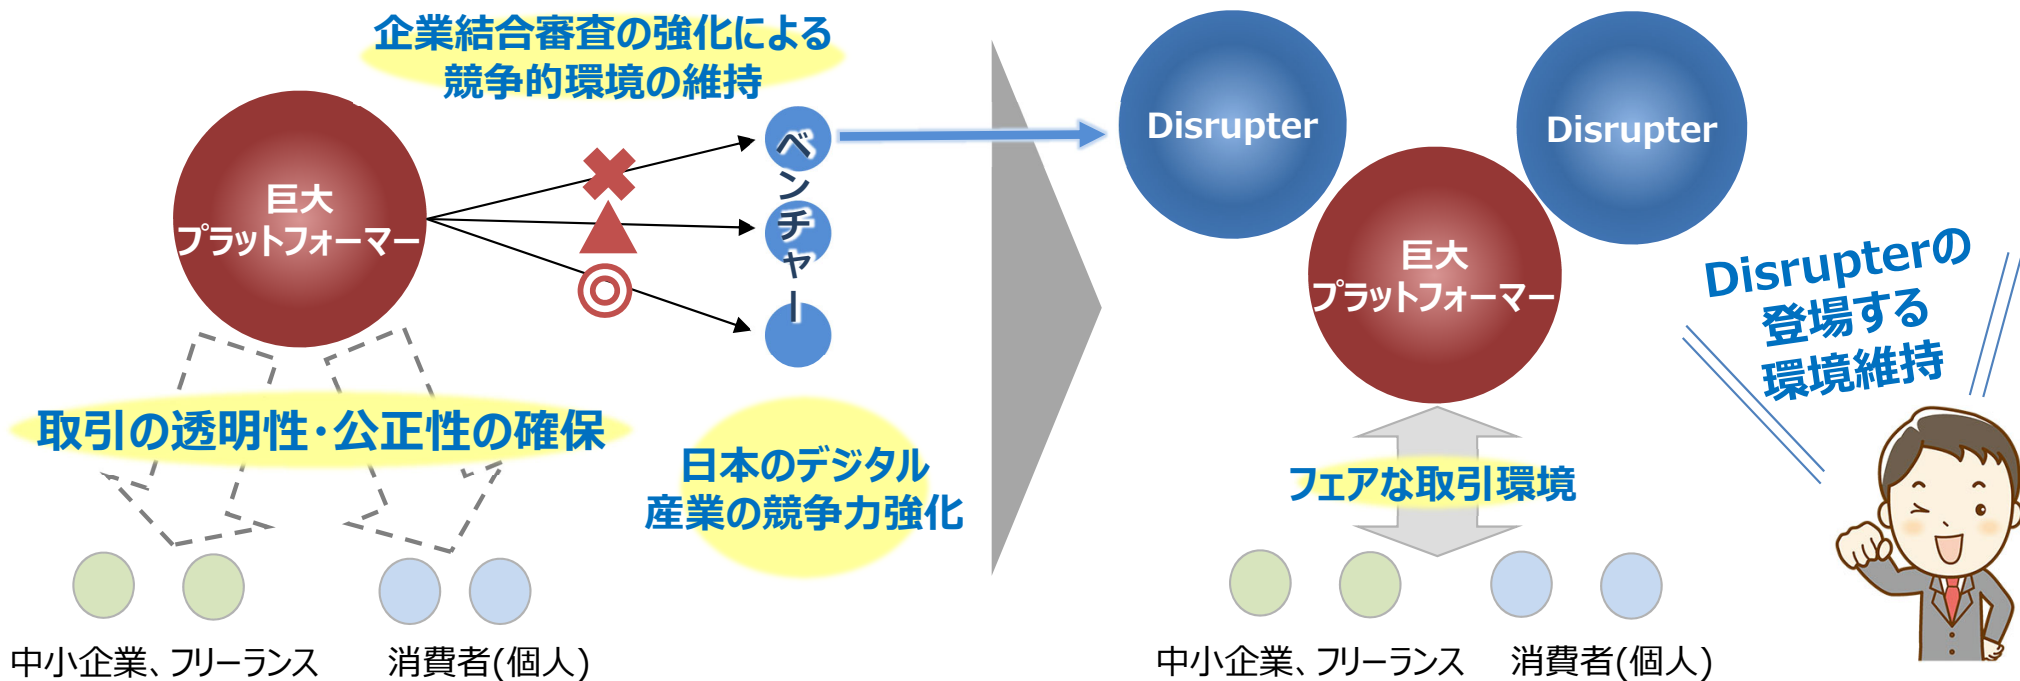 企業結合審査の強化による
競争的環境の維持
巨大
プラットフォーマー
ベンチャー
取引の透明性・公正性の確保
日本のデジタル
産業の競争力強化
中小企業、フリーランス
消費者(個人)
Disrupter
Disrupter
巨大
プラットフォーマー
Disrupterの
登場する
環境維持
フェアな取引環境
中小企業、フリーランス
消費者(個人)